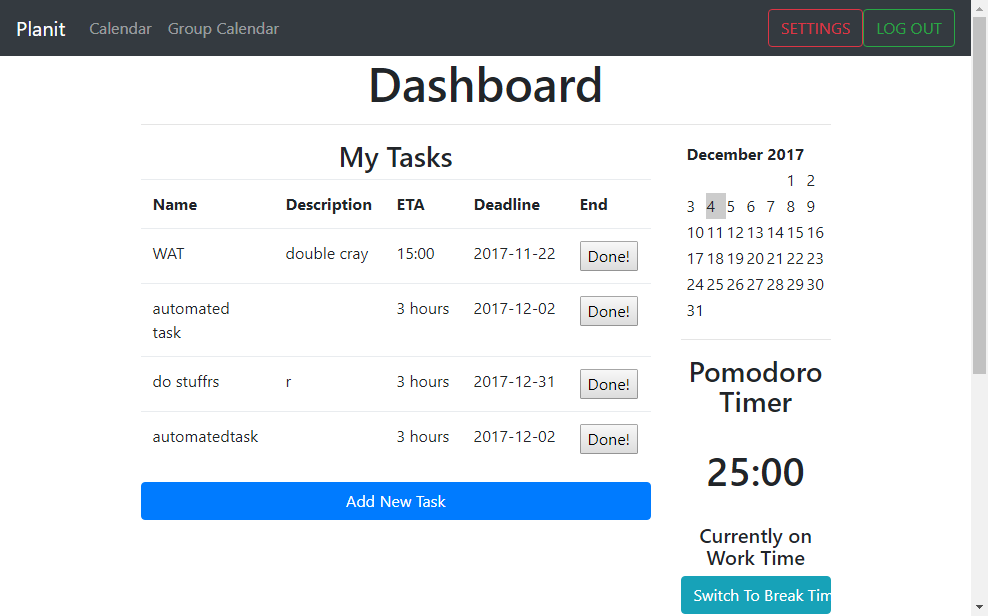 Planit Calendar Group Calendar SETTINGS LOG OUT
Dashboard
My Tasks
Name Description ETA Deadline End
WAT double cray 15:00 2017-11-22 Done!
automated
task 3 hours 2017-12-02 Done!
do stuffrs r 3 hours 2017-12-31 Done!
automatedtask 3 hours 2017-12-02 Done!
Add New Task
December 2017
1 2
3 4 5 6 7 8 9
10 11 12 13 14 15 16
17 18 19 20 21 22 23
24 25 26 27 28 29 30
31
Pomodoro
Timer
25:00
Currently on
Work Time
Switch To Break Tim